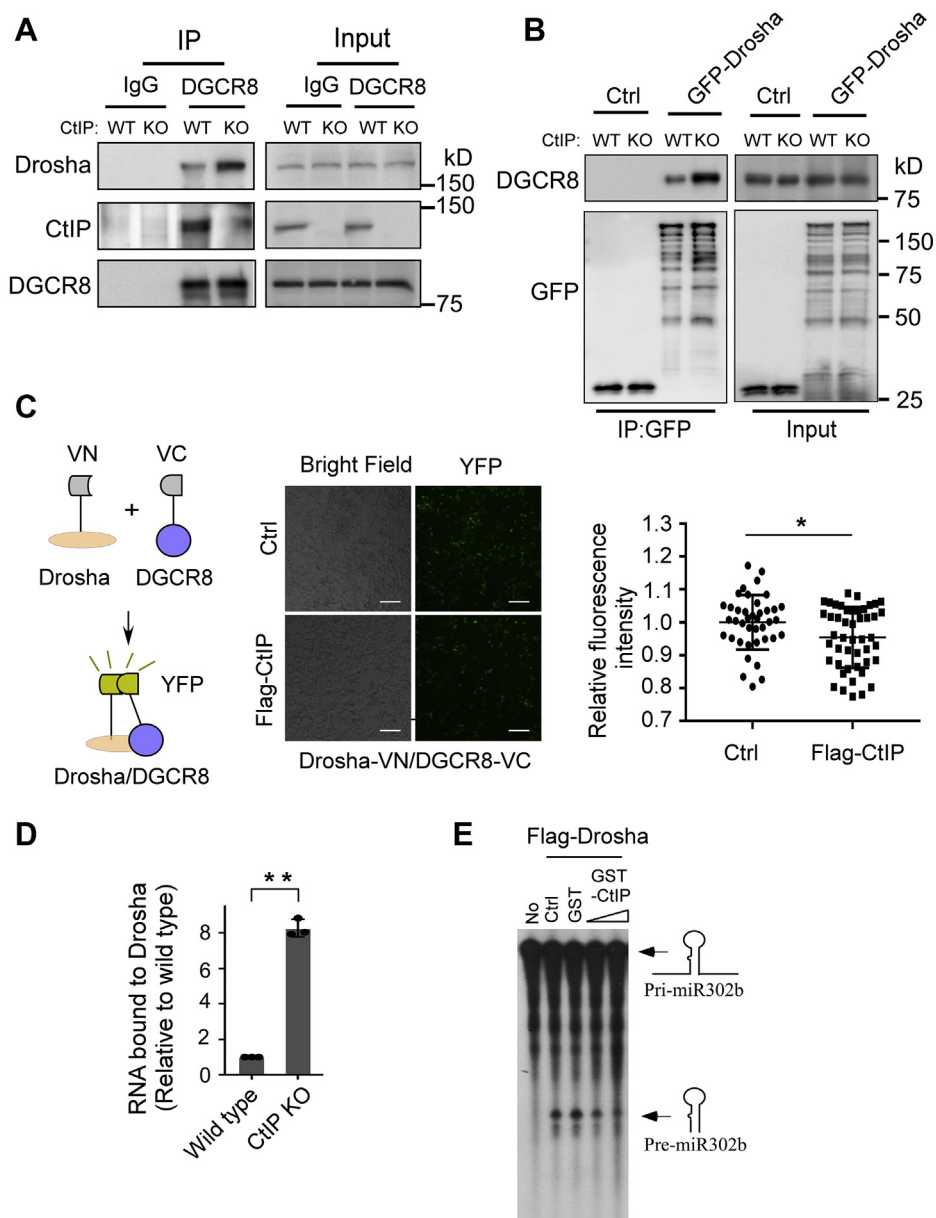 A
IP
Input
IgG
DGCR8
IgG
DGCR8
CtIP: WT KO WT KO WT KO WT KO
kD
Drosha
150
150
CtIP
DGCR8
75
B
Ctrl
GFP-Drosha
Ctrl
GFP-Drosha
CtIP: WT KO WT KO WT KO WT KO
kD
DGCR8
75
150
GFP
75
50
25
IP:GFP
Input
C
VN
VC
+
Drosha
DGCR8
YFP
Drosha/DGCR8
Bright Field
YFP
Ctrl
Flag-CtIP
Drosha-VN/DGCR8-VC
Relative fluorescence
intensity
1.3
1.2
1.1
1.0
0.9
0.8
0.7
*
Ctrl
Flag-CtIP
D
RNA bound to Drosha
(Relative to wild type)
**
8
6
4
2
0
Wild type
CtIP KO
E
Flag-Drosha
No
Ctrl
GST
GST
-CtIP
Pri-miR302b
Pre-miR302b